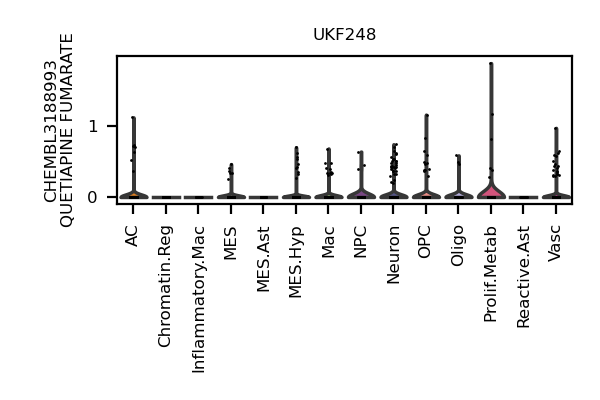 UKF248
CHEMBL3188993
QUETIAPINE FUMARATE
1
0
AC
Chromatin.Reg
Inflammatory.Mac
MES
MES.Ast
MES.Hyp
Mac
NPC
Neuron
OPC
Oligo
Prolif.Metab
Reactive.Ast
Vasc